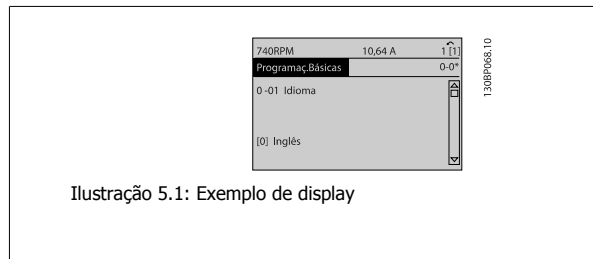 740RPM 10,64 A 1 [1]
Programaç.Básicas 0-0*
0 -01 Idioma
[0] Inglês
130BP068.10
Ilustração 5.1: Exemplo de display